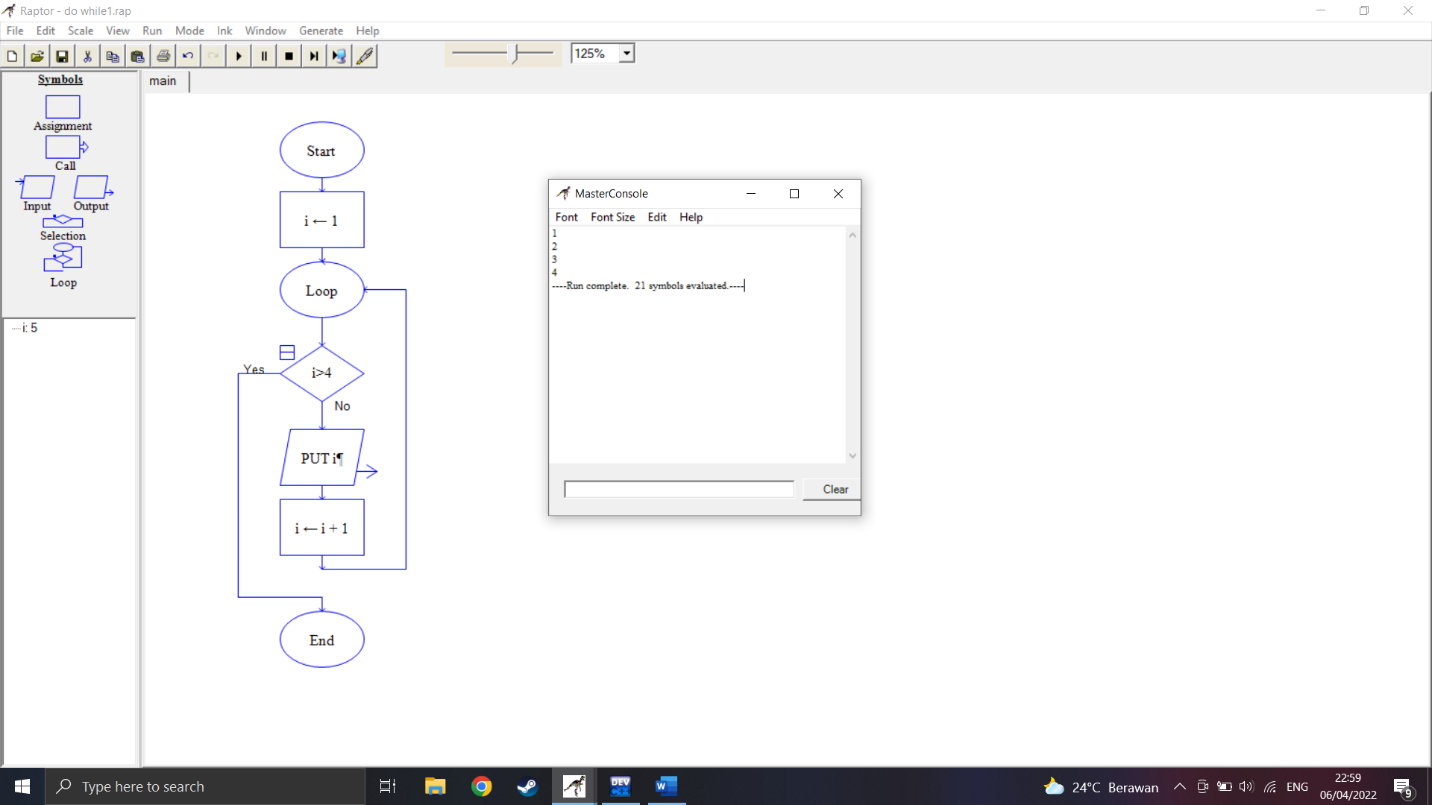 Raptor - do while1.rap
File Edit Scale View Run Mode Ink Window Generate Help
125%
Symbols
Assignment
Call
Input Output
Selection
Loop
i: 5
main
Start
i ← 1
Loop
Yes
i>4
No
PUT i¶
i ← i + 1
End
MasterConsole
Font Font Size Edit Help
1
2
3
4
----Run complete.  21 symbols evaluated.----
Clear
Type here to search
DEV
W
24°C Berawan
ENG
22:59
06/04/2022
9